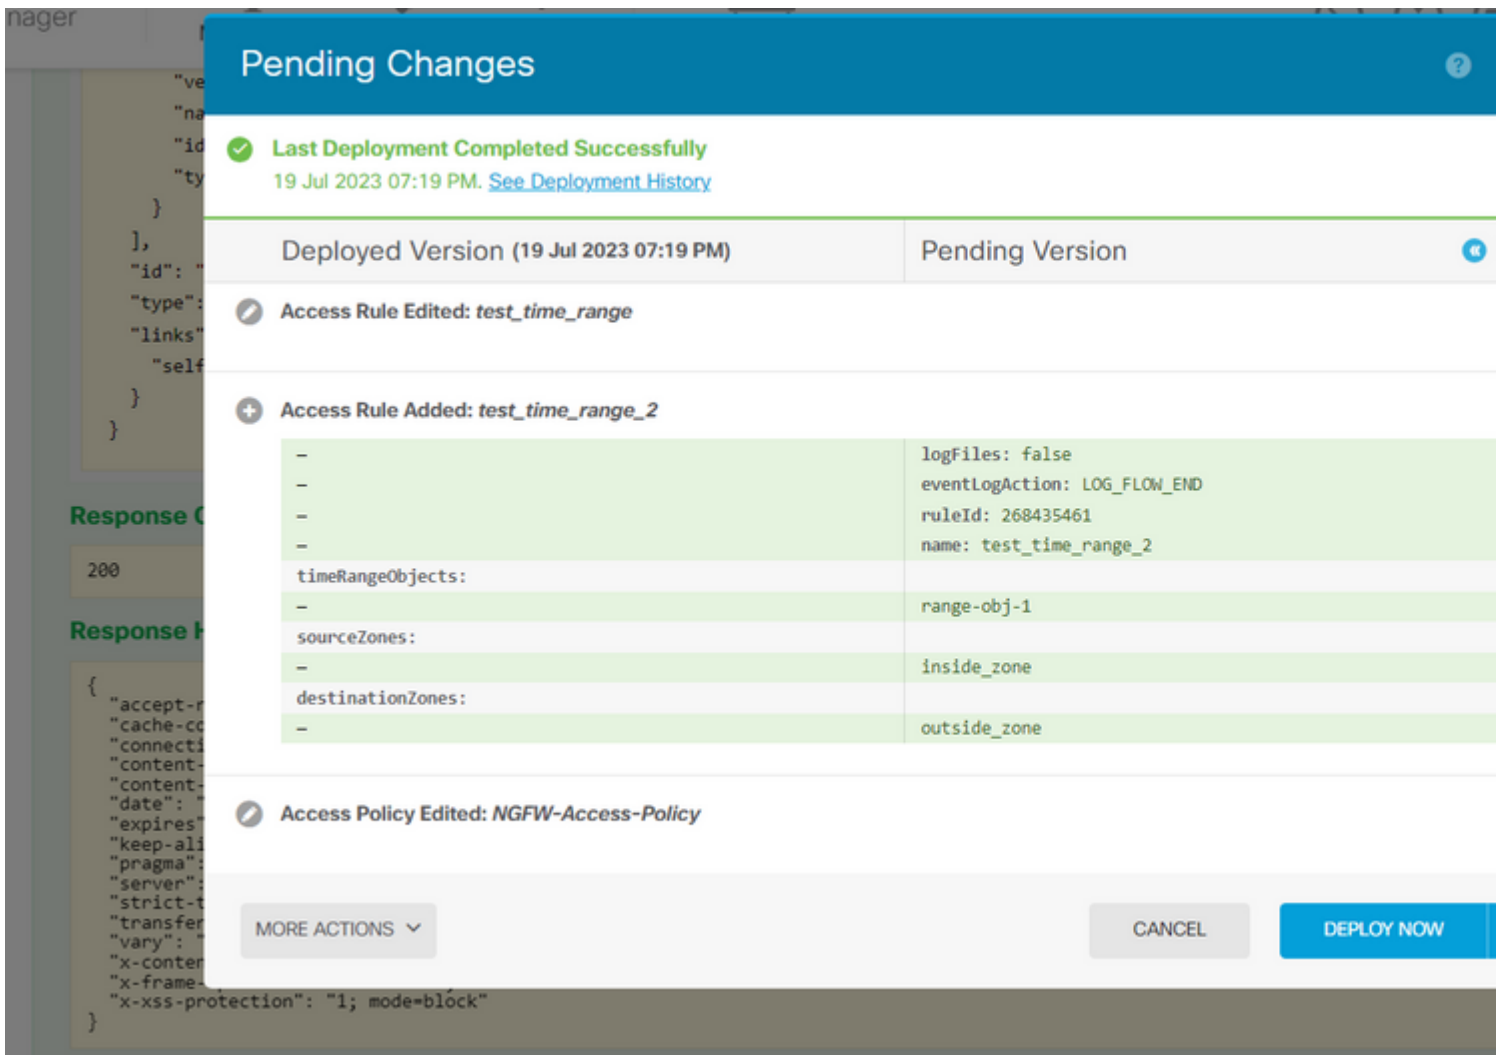 nager
Pending Changes
?
Last Deployment Completed Successfully
19 Jul 2023 07:19 PM. See Deployment History
Deployed Version (19 Jul 2023 07:19 PM)
Pending Version
Access Rule Edited: test_time_range
Access Rule Added: test_time_range_2
– logFiles: false
– eventLogAction: LOG_FLOW_END
– ruleId: 268435461
– name: test_time_range_2
timeRangeObjects:
– range-obj-1
sourceZones:
– inside_zone
destinationZones:
– outside_zone
Access Policy Edited: NGFW-Access-Policy
MORE ACTIONS
CANCEL
DEPLOY NOW
"ve
"na
"id
"ty
}
],
"id": "
"type":
"links"
"self
}
}
Response C
200
Response H
{
"accept-r
"cache-co
"connecti
"content-
"content-
"date": "
"expires"
"keep-ali
"pragma":
"server":
"strict-t
"transfer
"vary": "
"x-conten
"x-frame-
"x-xss-protection": "1; mode=block"
}